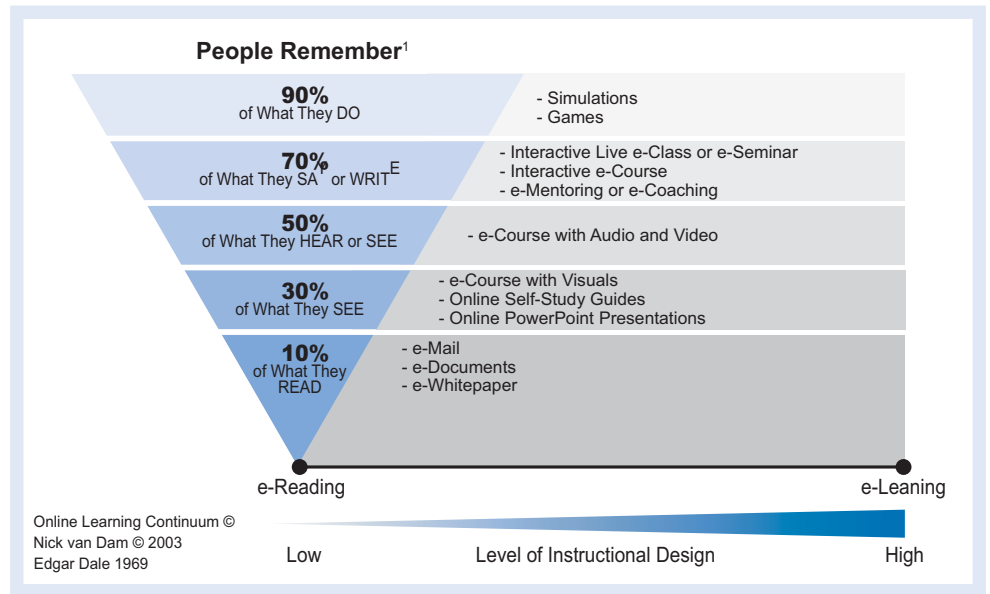 People Remember¹
90%
of What They DO
- Simulations
- Games
70%
of What They SAY or WRITE
- Interactive Live e-Class or e-Seminar
- Interactive e-Course
- e-Mentoring or e-Coaching
50%
of What They HEAR or SEE
- e-Course with Audio and Video
30%
of What They SEE
- e-Course with Visuals
- Online Self-Study Guides
- Online PowerPoint Presentations
10%
of What They
READ
- e-Mail
- e-Documents
- e-Whitepaper
e-Reading
e-Leaning
Online Learning Continuum ©
Nick van Dam © 2003
Edgar Dale 1969
Low
Level of Instructional Design
High